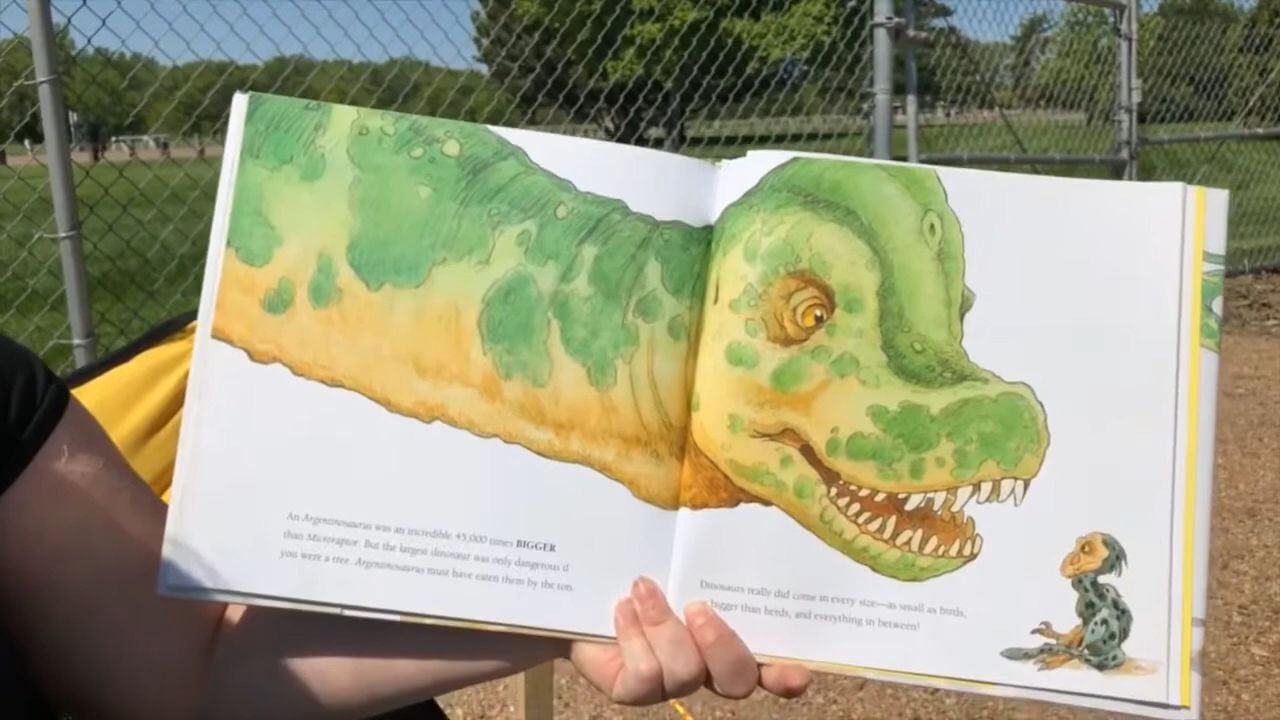 An Argentinosaurus was an incredible 45,000 times BIGGER
than Microraptor. But the largest dinosaur was only dangerous if
you were a tree. Argentinosaurus must have eaten them by the ton.
Dinosaurs really did come in every size—as small as birds,
bigger than herds, and everything in between!